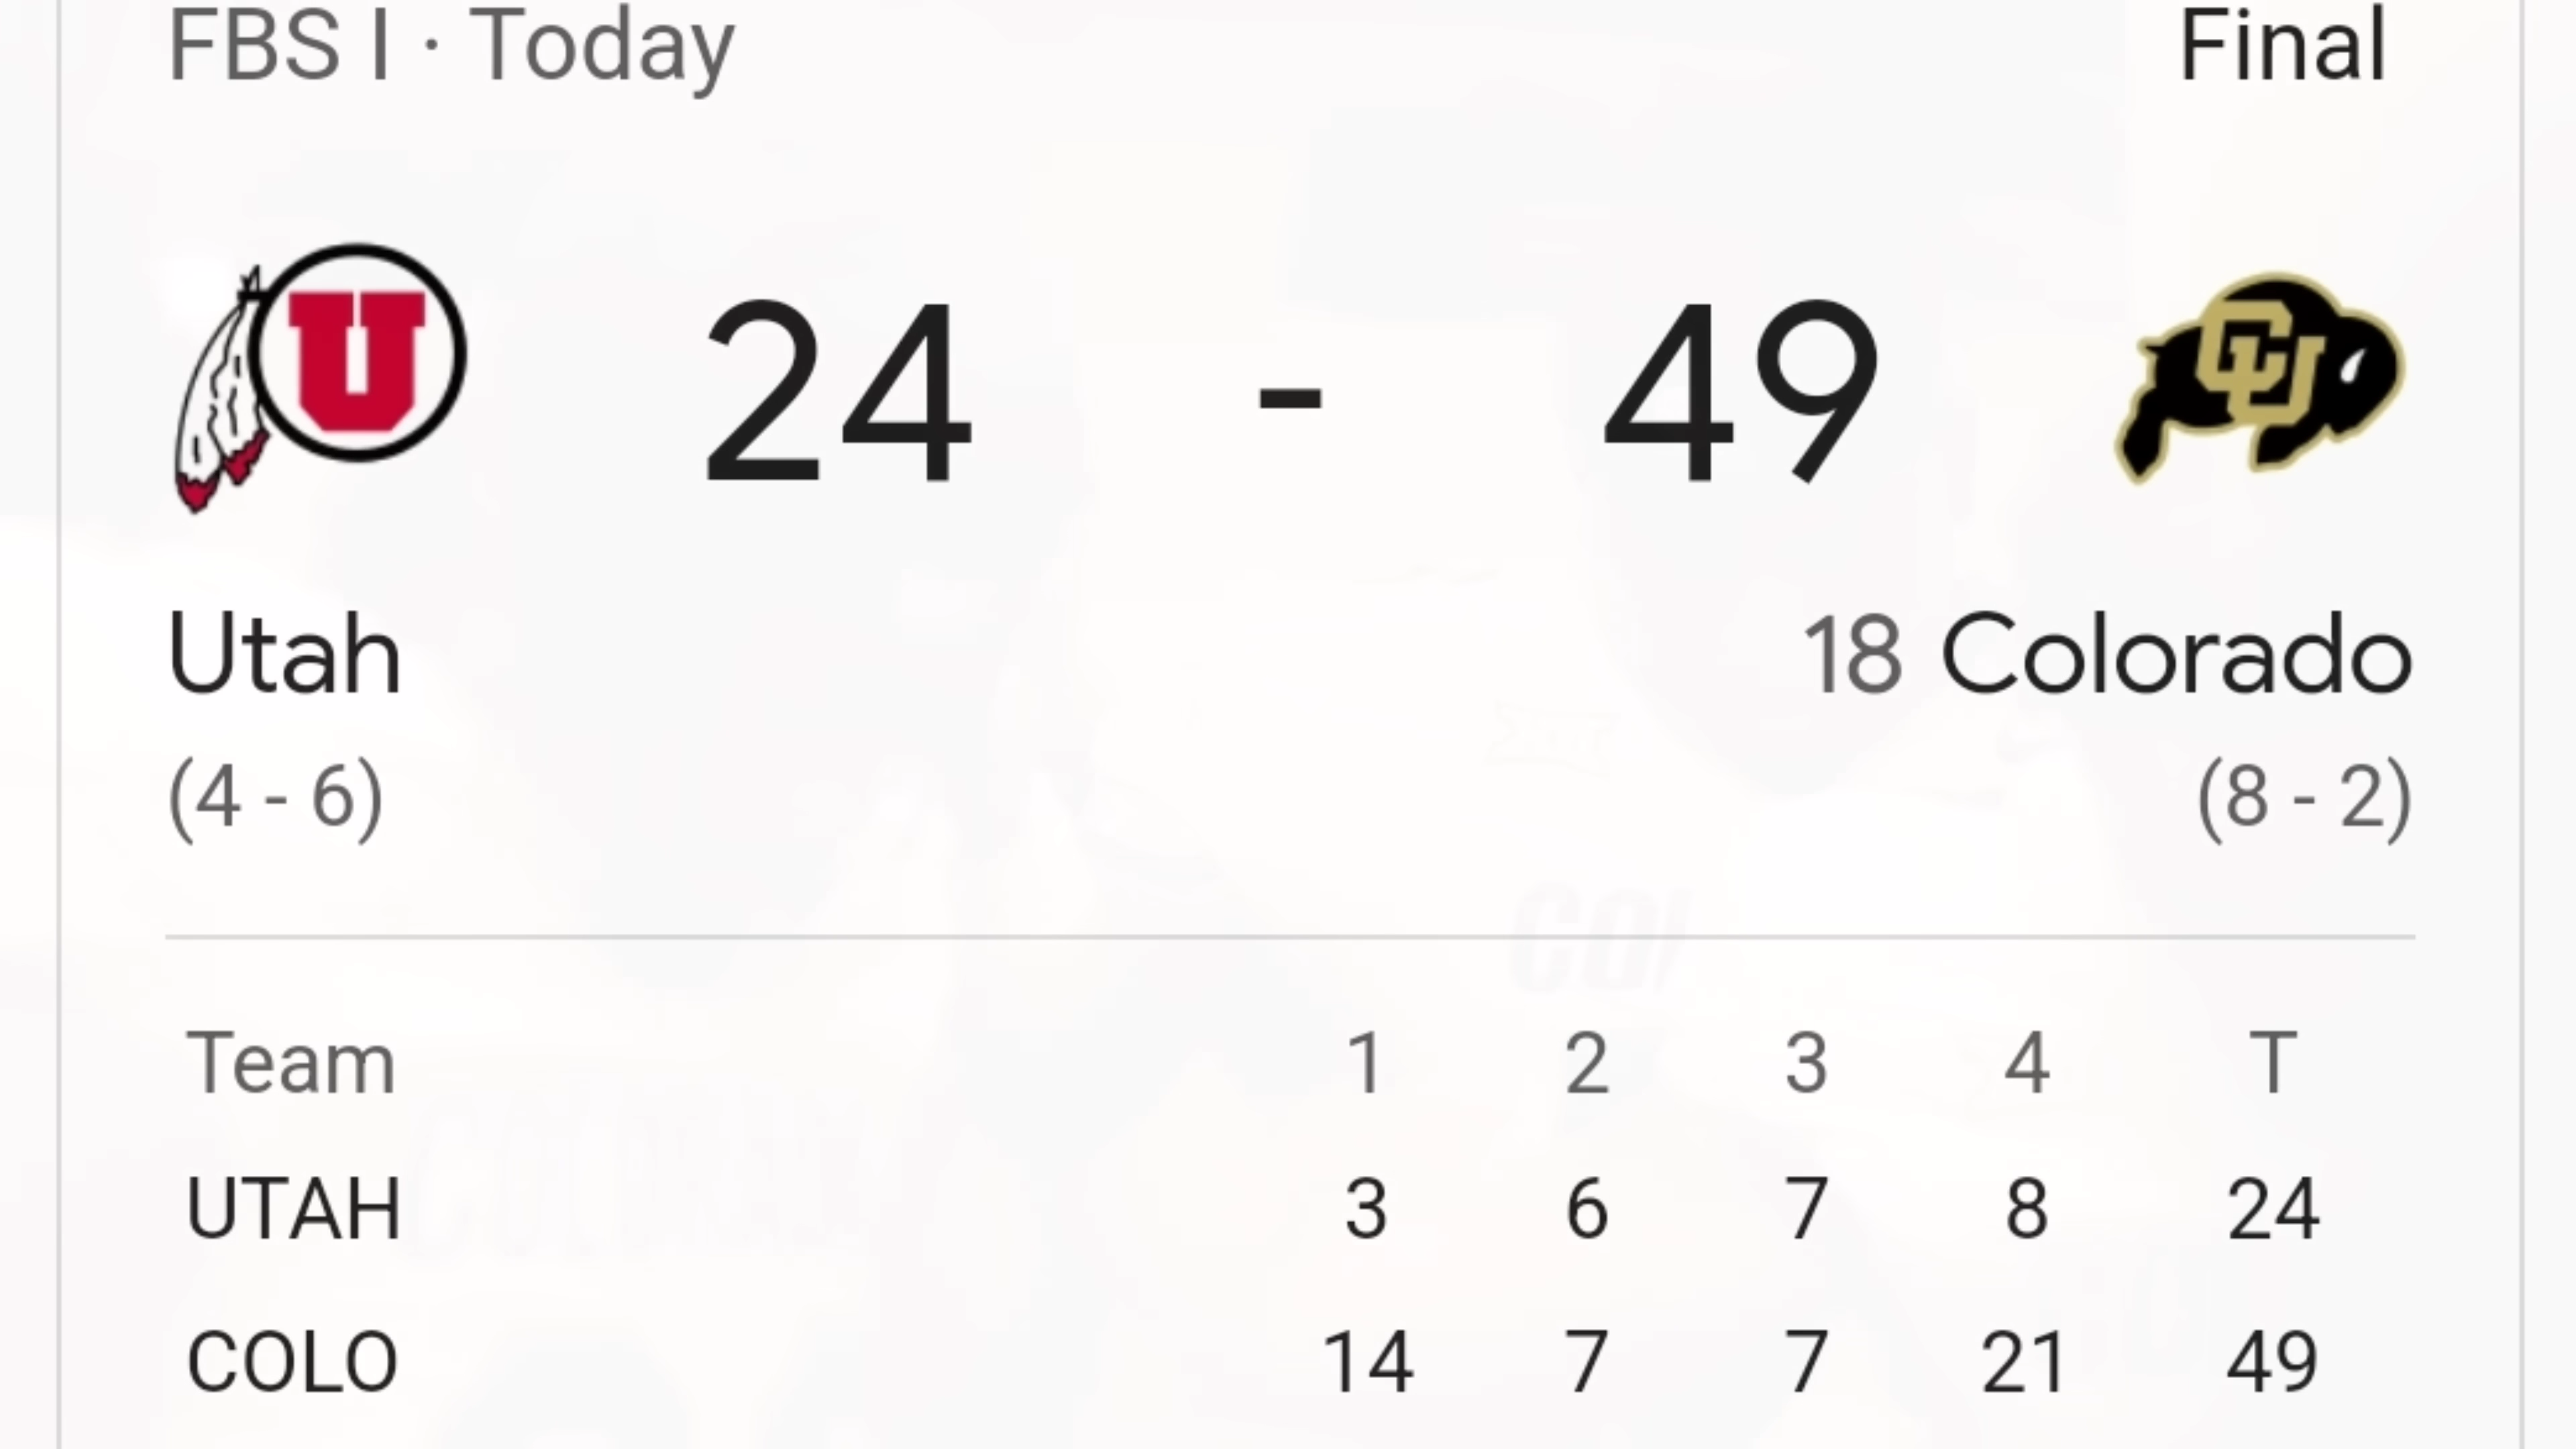 FBS I · Today Final
U 24 - 49 CU
Utah 18 Colorado
(4 - 6) (8 - 2)
Team 1 2 3 4 T
UTAH 3 6 7 8 24
COLO 14 7 7 21 49